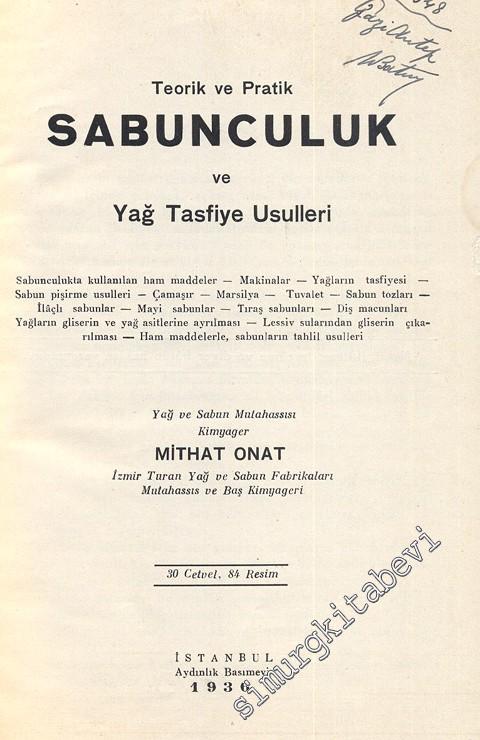 948
Gazi Antep
Teorik ve Pratik
SABUNCULUK
ve
Yağ Tasfiye Usulleri
Sabunculukta kullanılan ham maddeler — Makinalar — Yağların tasfiyesi —
Sabun pişirme usulleri — Çamaşır — Marsilya — Tuvalet — Sabun tozları —
İlâçlı sabunlar — Mayi sabunlar — Tıraş sabunları — Diş macunları
Yağların gliserin ve yağ asitlerine ayrılması — Lessiv sularından gliserin çıka-
rılması — Ham maddelerle, sabunların tahlil usulleri
Yağ ve Sabun Mutahassısı
Kimyager
MİTHAT ONAT
İzmir Turan Yağ ve Sabun Fabrikaları
Mutahassıs ve Baş Kimyageri
30 Cetvel, 84 Resim
İSTANBUL
Aydınlık Basımevi
1936
simurgkitabevi